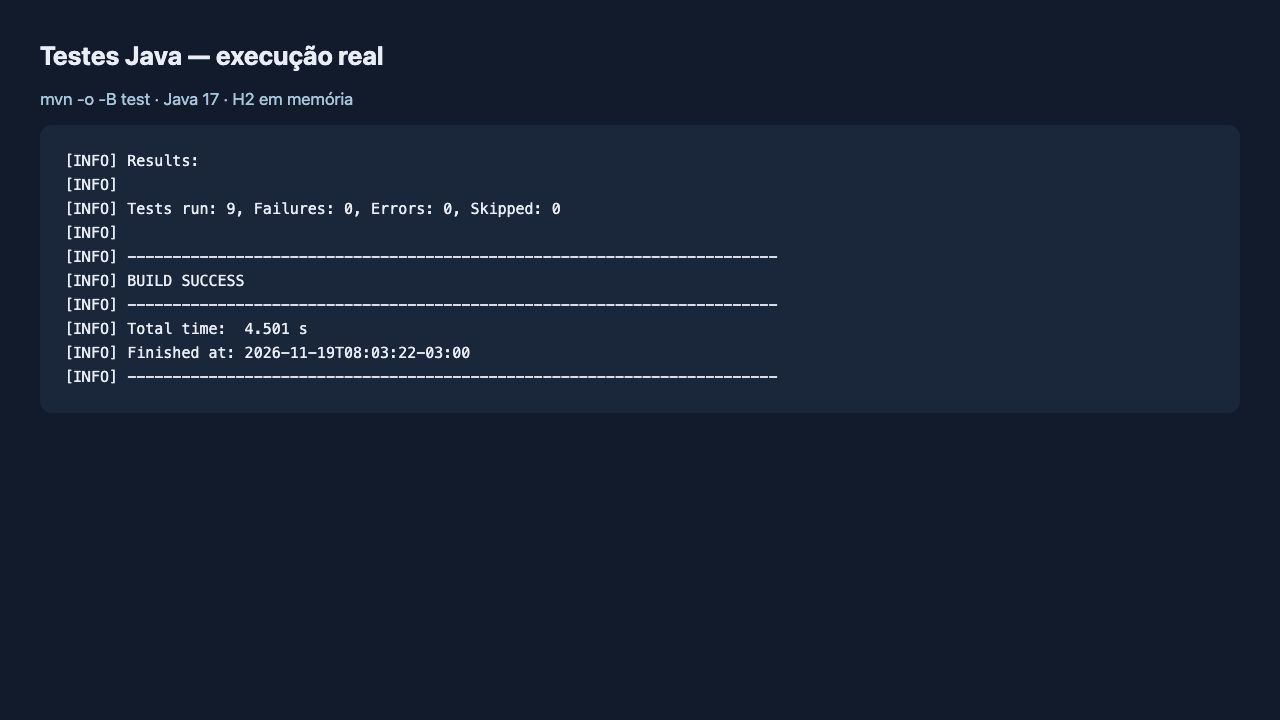 Testes Java — execução real
mvn -o -B test · Java 17 · H2 em memória
[INFO] Results:
[INFO]
[INFO] Tests run: 9, Failures: 0, Errors: 0, Skipped: 0
[INFO]
[INFO] ------------------------------------------------------------------------
[INFO] BUILD SUCCESS
[INFO] ------------------------------------------------------------------------
[INFO] Total time:  4.501 s
[INFO] Finished at: 2026-11-19T08:03:22-03:00
[INFO] ------------------------------------------------------------------------